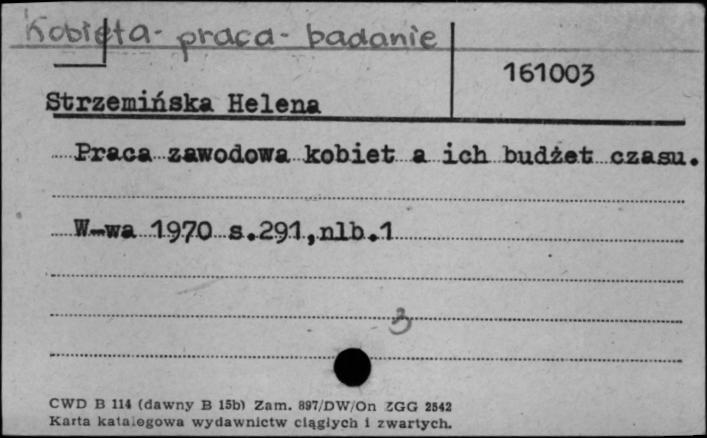 Kobieta - praca - badanie
161003
Strzemińska Helena
Praca zawodowa kobiet a ich budżet czasu.
W-wa 1970 s.291,nlb.1
3
CWD B 114 (dawny B 15b) Zam. 897/DW/On ZGG 2542
Karta katalogowa wydawnictw ciągłych i zwartych.